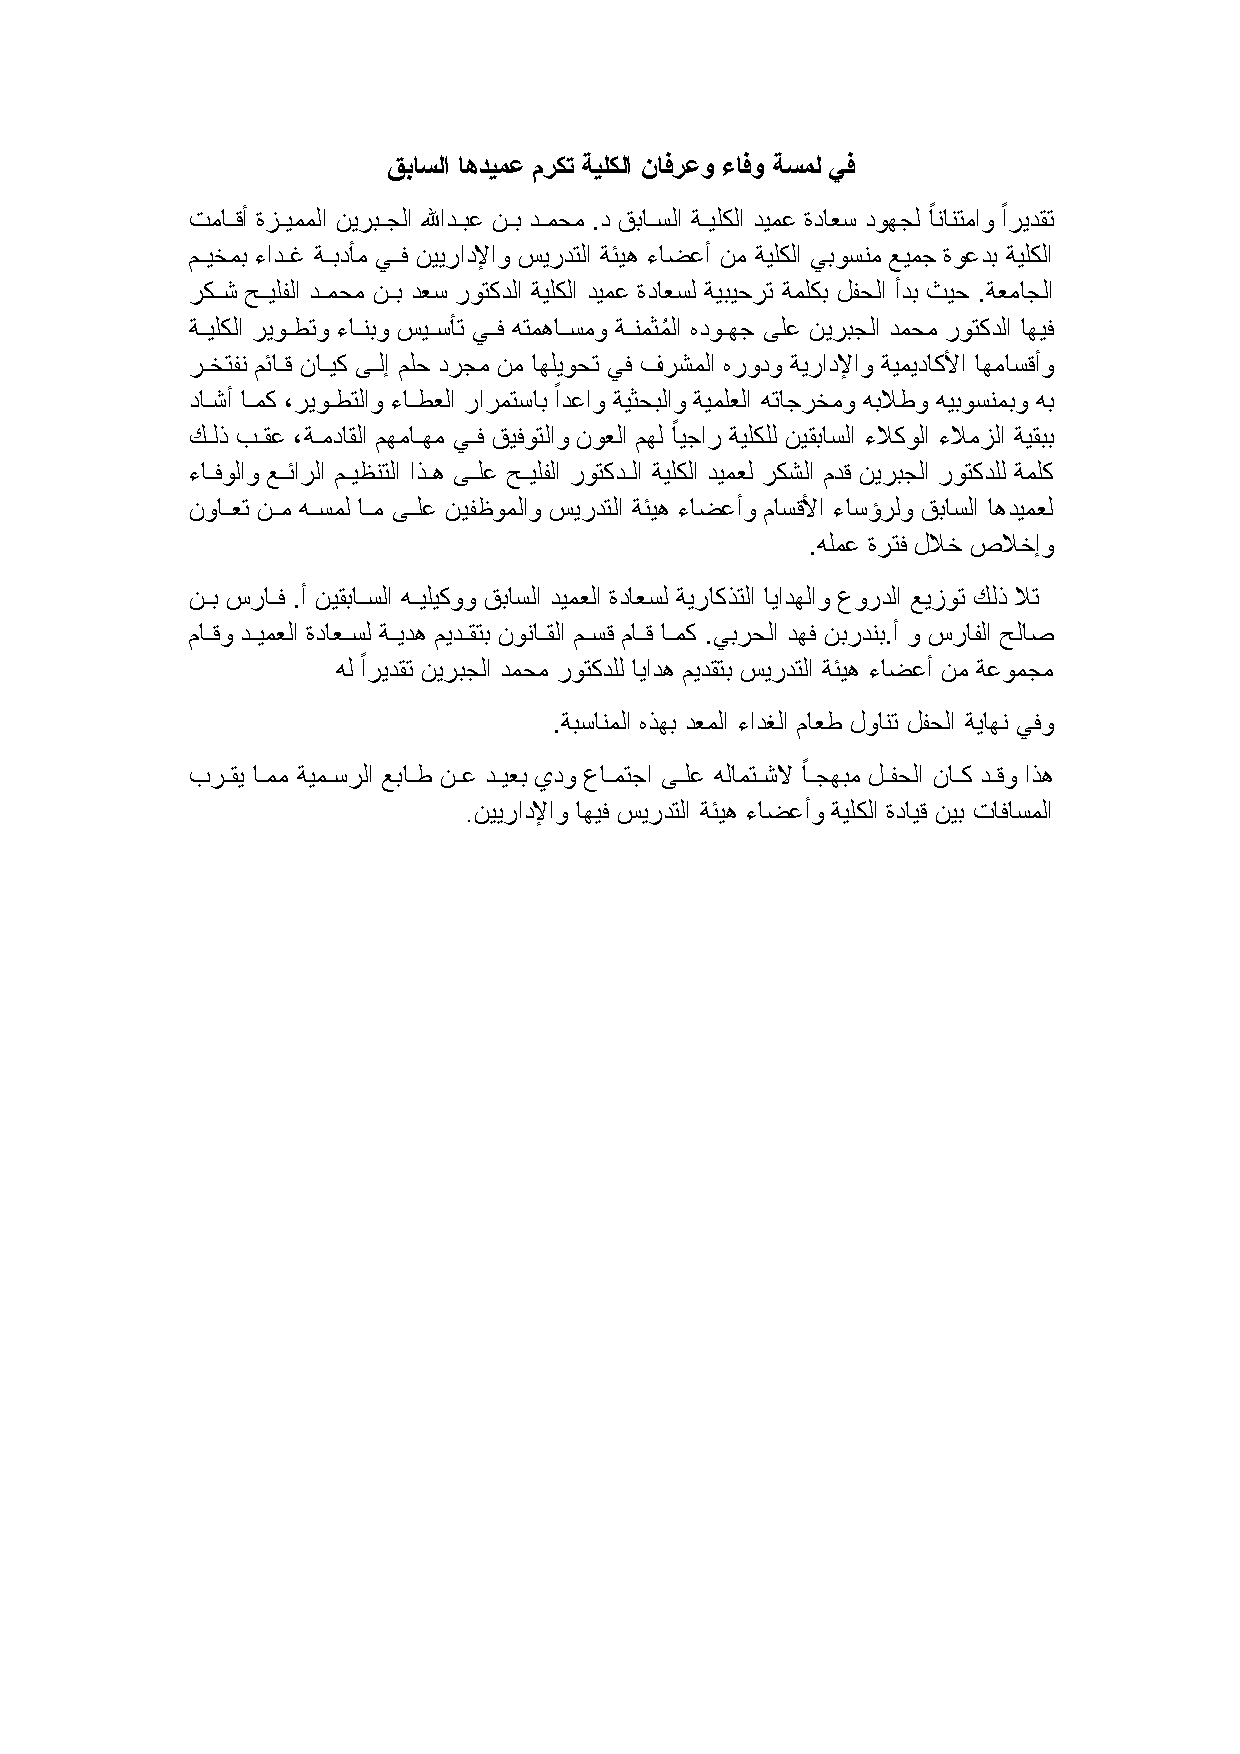 في لمسة وفاء وعرفان الكلية تكرم عميدها السابق
تقديراً وامتناناً لجهود سعادة عميد الكلية السابق د. محمد بن عبدالله الجبرين المميزة أقامت
الكلية بدعوة جميع منسوبي الكلية من أعضاء هيئة التدريس والإداريين في مأدبة غداء بمخيم
الجامعة. حيث بدأ الحفل بكلمة ترحيبية لسعادة عميد الكلية الدكتور سعد بن محمد الفليح شكر
فيها الدكتور محمد الجبرين على جهوده المُثمنة ومساهمته في تأسيس وبناء وتطوير الكلية
وأقسامها الأكاديمية والإدارية ودوره المشرف في تحويلها من مجرد حلم إلى كيان قائم نفتخر
به وبمنسوبيه وطلابه ومخرجاته العلمية والبحثية واعداً باستمرار العطاء والتطوير، كما أشاد
ببقية الزملاء الوكلاء السابقين للكلية راجياً لهم العون والتوفيق في مهامهم القادمة، عقب ذلك
كلمة للدكتور الجبرين قدم الشكر لعميد الكلية الدكتور الفليح على هذا التنظيم الرائع والوفاء
لعميدها السابق ولرؤساء الأقسام وأعضاء هيئة التدريس والموظفين على ما لمسه من تعاون
وإخلاص خلال فترة عمله.
تلا ذلك توزيع الدروع والهدايا التذكارية لسعادة العميد السابق ووكيليه السابقين أ. فارس بن
صالح الفارس و أ.بندربن فهد الحربي. كما قام قسم القانون بتقديم هدية لسعادة العميد وقام
مجموعة من أعضاء هيئة التدريس بتقديم هدايا للدكتور محمد الجبرين تقديراً له
وفي نهاية الحفل تناول طعام الغداء المعد بهذه المناسبة.
هذا وقد كان الحفل مبهجاً لاشتماله على اجتماع ودي بعيد عن طابع الرسمية مما يقرب
المسافات بين قيادة الكلية وأعضاء هيئة التدريس فيها والإداريين.